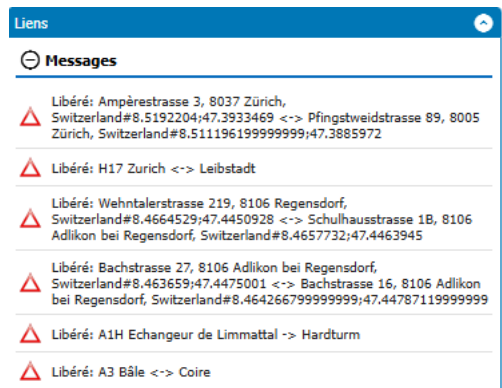 Liens
Messages
Libéré: Ampèrestrasse 3, 8037 Zürich,
Switzerland#8.5192204;47.3933469 <-> Pfingstweidstrasse 89, 8005
Zürich, Switzerland#8.511196199999999;47.3885972
Libéré: H17 Zurich <-> Leibstadt
Libéré: Wehntalerstrasse 219, 8106 Regensdorf,
Switzerland#8.4664529;47.4450928 <-> Schulhausstrasse 1B, 8106
Adlikon bei Regensdorf, Switzerland#8.4657732;47.4463945
Libéré: Bachstrasse 27, 8106 Adlikon bei Regensdorf,
Switzerland#8.463659;47.4475001 <-> Bachstrasse 16, 8106 Adlikon
bei Regensdorf, Switzerland#8.464266799999999;47.44787119999999
Libéré: A1H Echangeur de Limmattal -> Hardturm
Libéré: A3 Bâle <-> Coire